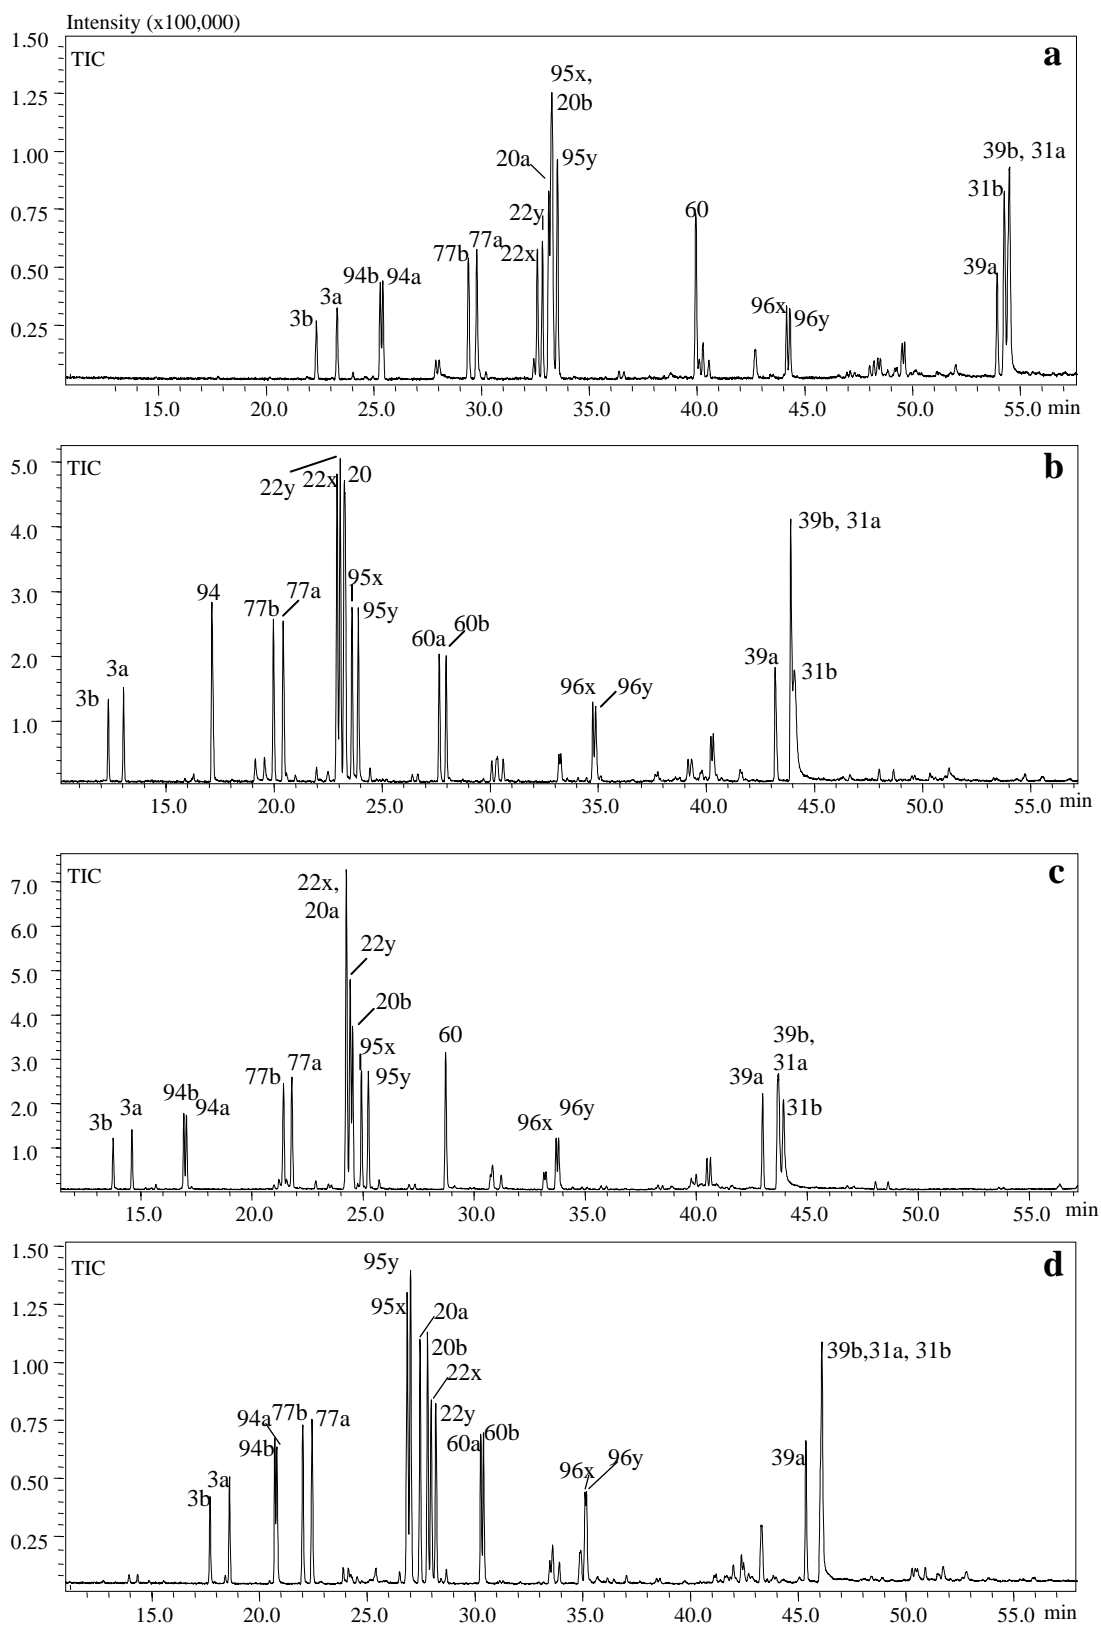 Intensity (x100,000)
1.50
TIC
a
95x,
20b
1.25
1.00
20a
95y
39b, 31a
31b
0.75
22y
60
77b
77a
22x
0.50
94b
94a
39a
3a
3b
96x
96y
0.25
15.0 20.0 25.0 30.0 35.0 40.0 45.0 50.0 55.0 min
TIC
b
5.0
22y 22x 20
4.0
39b, 31a
3.0
94
77b
77a
95x
95y
2.0
60a
60b
39a
31b
3a
3b
96x
96y
1.0
15.0 20.0 25.0 30.0 35.0 40.0 45.0 50.0 55.0 min
TIC
c
7.0
22x,
20a
6.0
22y
5.0
20b
4.0
95x
60
39b,
31a
3.0
77b
77a
95y
39a
94b
94a
3b
3a
96x
96y
31b
2.0
1.0
15.0 20.0 25.0 30.0 35.0 40.0 45.0 50.0 55.0 min
1.50
TIC
d
95y
1.25
95x
20a
20b
39b,31a, 31b
1.00
22x
0.75
94a
77b
77a
22y
94b
60a
60b
39a
0.50
3a
3b
96x
96y
0.25
15.0 20.0 25.0 30.0 35.0 40.0 45.0 50.0 55.0 min